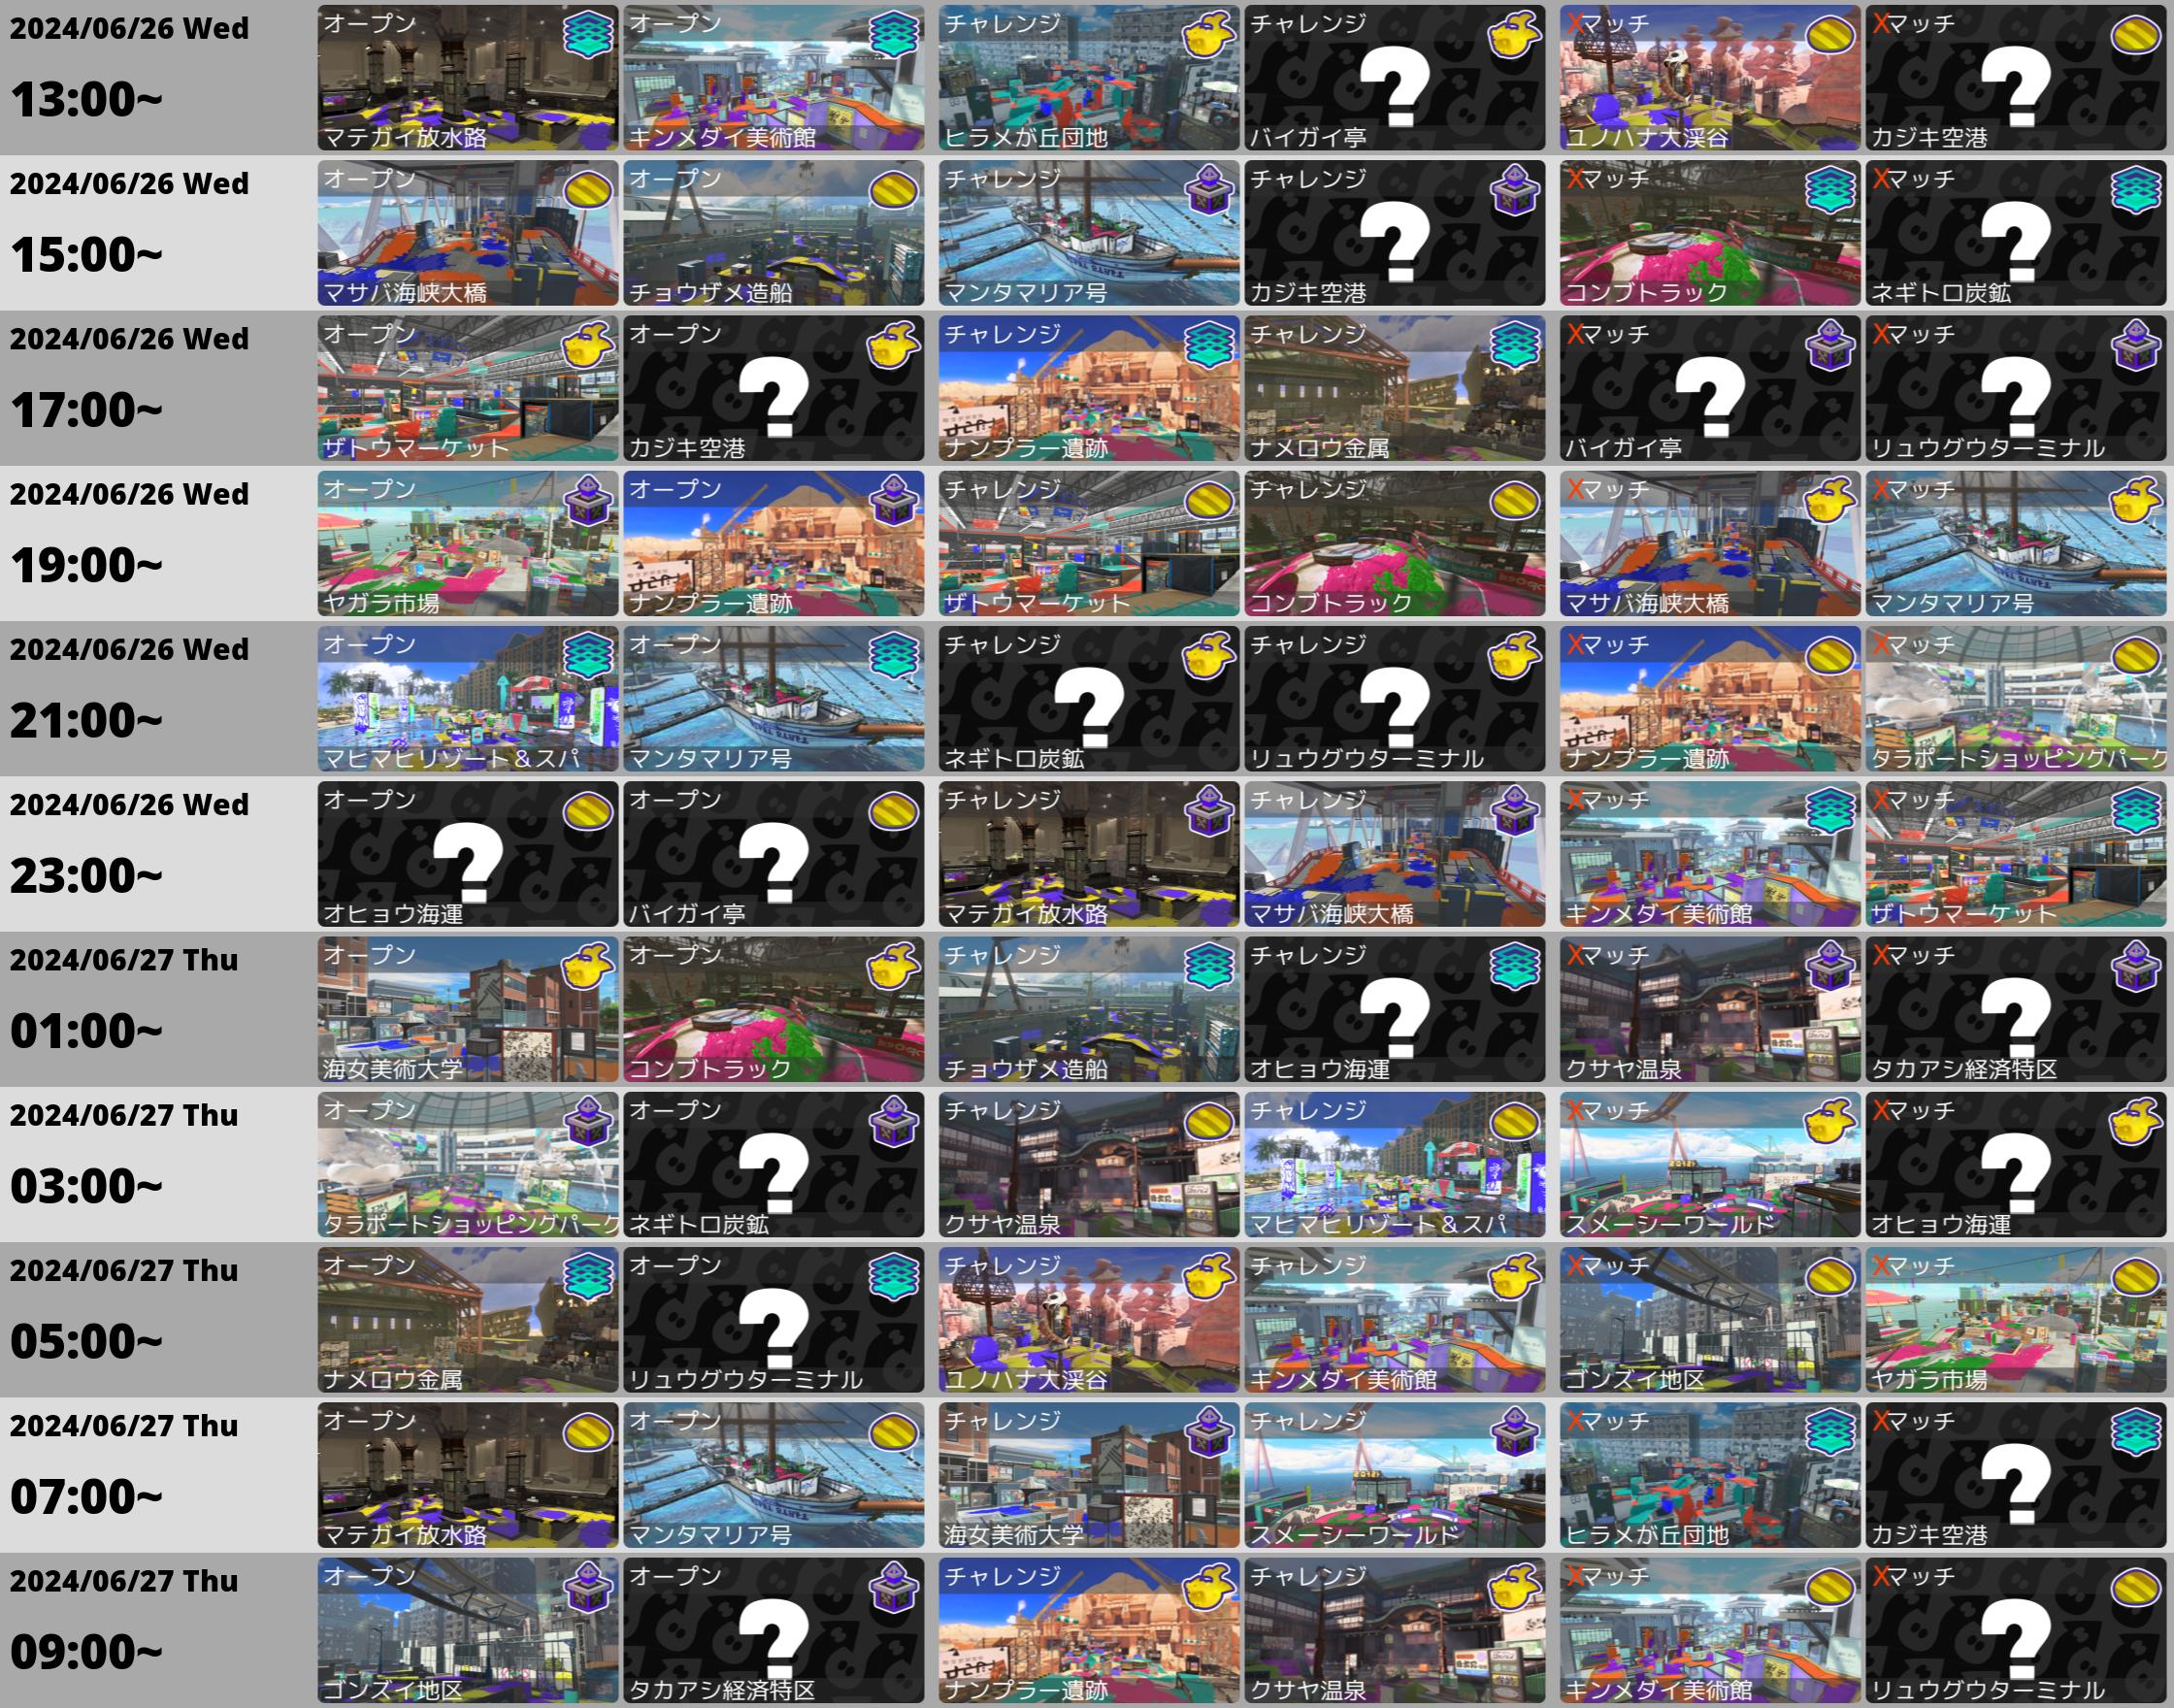 2024/06/26 Wed
13:00~
オープン オープン チャレンジ チャレンジ Xマッチ Xマッチ
マテガイ放水路 キンメダイ美術館 ヒラメが丘団地 バイガイ亭 ユノハナ大渓谷 カジキ空港
2024/06/26 Wed
15:00~
オープン オープン チャレンジ チャレンジ Xマッチ Xマッチ
マサバ海峡大橋 チョウザメ造船 マンタマリア号 カジキ空港 コンブトラック ネギトロ炭鉱
2024/06/26 Wed
17:00~
オープン オープン チャレンジ チャレンジ Xマッチ Xマッチ
ザトウマーケット カジキ空港 ナンプラー遺跡 ナメロウ金属 バイガイ亭 リュウグウターミナル
2024/06/26 Wed
19:00~
オープン オープン チャレンジ チャレンジ Xマッチ Xマッチ
ヤガラ市場 ナンプラー遺跡 ザトウマーケット コンブトラック マサバ海峡大橋 マンタマリア号
2024/06/26 Wed
21:00~
オープン オープン チャレンジ チャレンジ Xマッチ Xマッチ
マヒマヒリゾート＆スパ マンタマリア号 ネギトロ炭鉱 リュウグウターミナル ナンプラー遺跡 タラポートショッピングパーク
2024/06/26 Wed
23:00~
オープン オープン チャレンジ チャレンジ Xマッチ Xマッチ
オヒョウ海運 バイガイ亭 マテガイ放水路 マサバ海峡大橋 キンメダイ美術館 ザトウマーケット
2024/06/27 Thu
01:00~
オープン オープン チャレンジ チャレンジ Xマッチ Xマッチ
海女美術大学 コンブトラック チョウザメ造船 オヒョウ海運 クサヤ温泉 タカアシ経済特区
2024/06/27 Thu
03:00~
オープン オープン チャレンジ チャレンジ Xマッチ Xマッチ
タラポートショッピングパーク ネギトロ炭鉱 クサヤ温泉 マヒマヒリゾート＆スパ スメーシーワールド オヒョウ海運
2024/06/27 Thu
05:00~
オープン オープン チャレンジ チャレンジ Xマッチ Xマッチ
ナメロウ金属 リュウグウターミナル ユノハナ大渓谷 キンメダイ美術館 ゴンズイ地区 ヤガラ市場
2024/06/27 Thu
07:00~
オープン オープン チャレンジ チャレンジ Xマッチ Xマッチ
マテガイ放水路 マンタマリア号 海女美術大学 スメーシーワールド ヒラメが丘団地 カジキ空港
2024/06/27 Thu
09:00~
オープン オープン チャレンジ チャレンジ Xマッチ Xマッチ
ゴンズイ地区 タカアシ経済特区 ナンプラー遺跡 クサヤ温泉 キンメダイ美術館 リュウグウターミナル